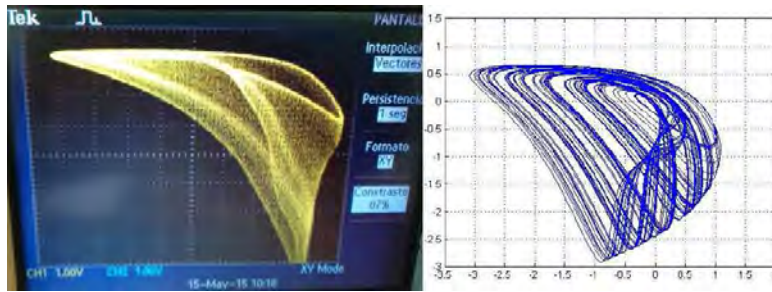 Tek
PANTALL
Interpolaci
Vectores
Persistencia
1 seg
Formato
XY
Contraste
67%
CH1 1.00V CH2 1.00V XY Mode
15-May-15 10:18
1.5
1
0.5
0
-0.5
-1
-1.5
-2
-2.5
-3
-3.5 -3 -2.5 -2 -1.5 -1 -0.5 0 0.5 1 1.5 2